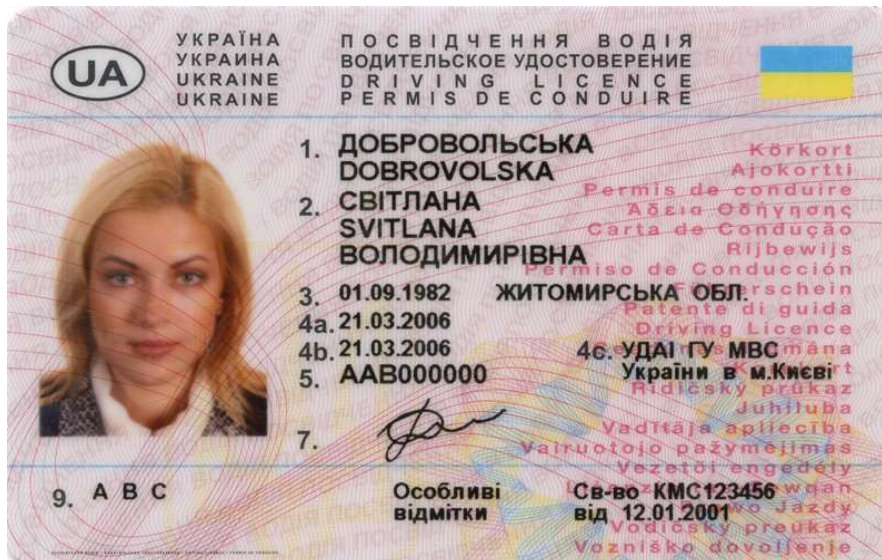 UA
УКРАЇНА
УКРАИНА
UKRAINE
UKRAINE
ПОСВІДЧЕННЯ ВОДІЯ
ВОДИТЕЛЬСКОЕ УДОСТОВЕРЕНИЕ
DRIVING LICENCE
PERMIS DE CONDUIRE
1. ДОБРОВОЛЬСЬКА
DOBROVOLSKA
2. СВІТЛАНА
SVITLANA
ВОЛОДИМИРІВНА
3. 01.09.1982 ЖИТОМИРСЬКА ОБЛ.
4a. 21.03.2006
4b. 21.03.2006 4c. УДАІ ГУ МВС
України в м.Києві
5. ААВ000000
7.
9. A B C
Особливі
відмітки
Св-во КМС123456
від 12.01.2001
Körkort
Ajokortti
Permis de conduire
Άδεια Οδήγησης
Carta de Condução
Rijbewijs
Permiso de Conducción
Patente di guida
Driving Licence
Ridičský průkaz
Juhiluba
Vadītāja apliecība
Vairuotojo pažymėjimas
Vezetői engedély
Vodičský preukaz
Vozniško dovoljenje